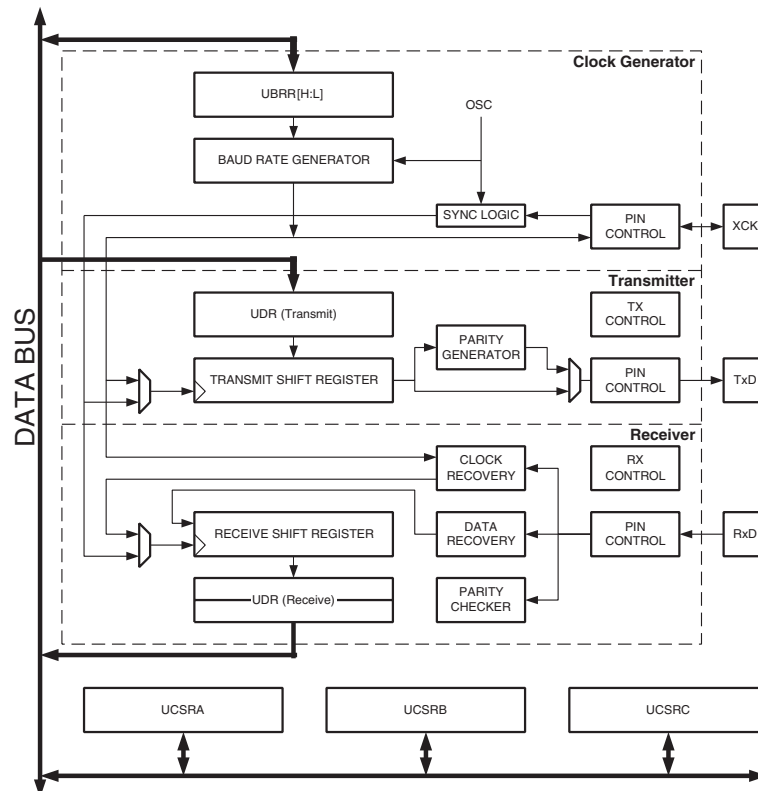 DATA BUS
Clock Generator
UBRR[H:L]
OSC
BAUD RATE GENERATOR
SYNC LOGIC
PIN
CONTROL
XCK
Transmitter
UDR (Transmit)
TX
CONTROL
PARITY
GENERATOR
TRANSMIT SHIFT REGISTER
PIN
CONTROL
TxD
Receiver
CLOCK
RECOVERY
RX
CONTROL
RECEIVE SHIFT REGISTER
DATA
RECOVERY
PIN
CONTROL
RxD
UDR (Receive)
PARITY
CHECKER
UCSRA
UCSRB
UCSRC